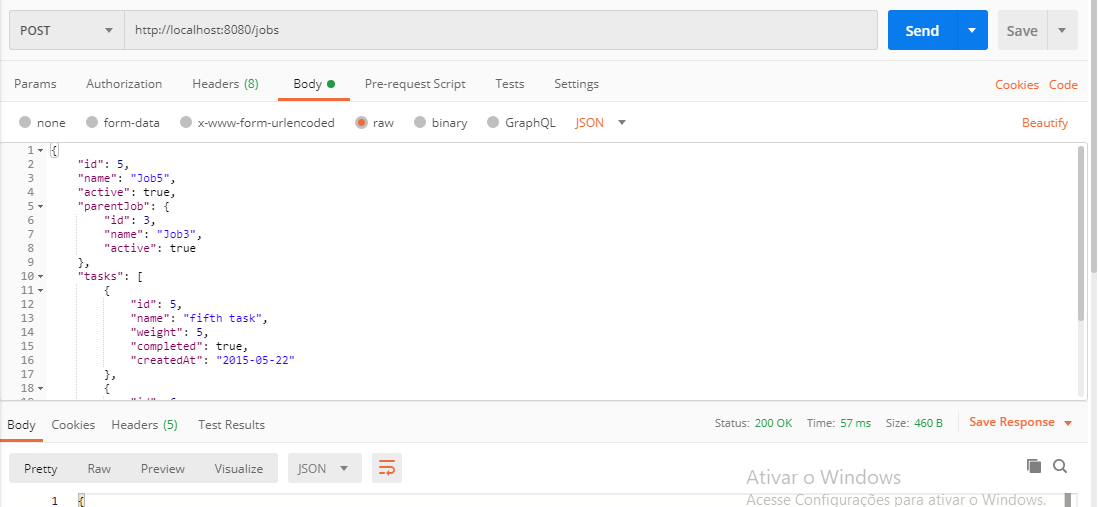 POST http://localhost:8080/jobs Send Save
Params Authorization Headers (8) Body Pre-request Script Tests Settings Cookies Code
none form-data x-www-form-urlencoded raw binary GraphQL JSON Beautify
1 {
2 "id": 5,
3 "name": "Job5",
4 "active": true,
5 "parentJob": {
6 "id": 3,
7 "name": "Job3",
8 "active": true
9 },
10 "tasks": [
11 {
12 "id": 5,
13 "name": "fifth task",
14 "weight": 5,
15 "completed": true,
16 "createdAt": "2015-05-22"
17 },
18 {
Body Cookies Headers (5) Test Results Status: 200 OK Time: 57 ms Size: 460 B Save Response
Pretty Raw Preview Visualize JSON
Ativar o Windows
1 {
Acesse Configurações para ativar o Windows.